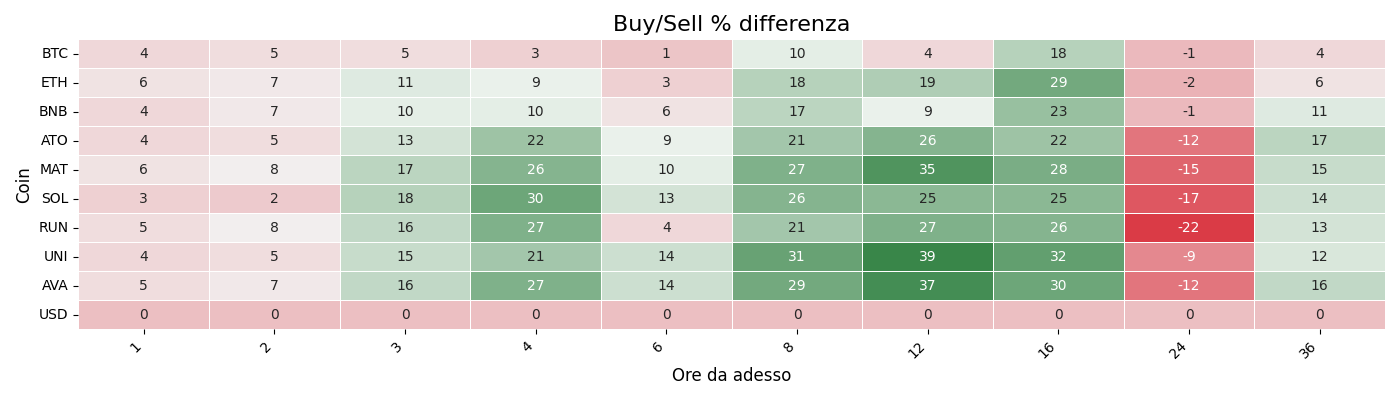 Buy/Sell % differenza
Coin
BTC 4 5 5 3 1 10 4 18 -1 4
ETH 6 7 11 9 3 18 19 29 -2 6
BNB 4 7 10 10 6 17 9 23 -1 11
ATO 4 5 13 22 9 21 26 22 -12 17
MAT 6 8 17 26 10 27 35 28 -15 15
SOL 3 2 18 30 13 26 25 25 -17 14
RUN 5 8 16 27 4 21 27 26 -22 13
UNI 4 5 15 21 14 31 39 32 -9 12
AVA 5 7 16 27 14 29 37 30 -12 16
USD 0 0 0 0 0 0 0 0 0 0
1 2 3 4 6 8 12 16 24 36
Ore da adesso